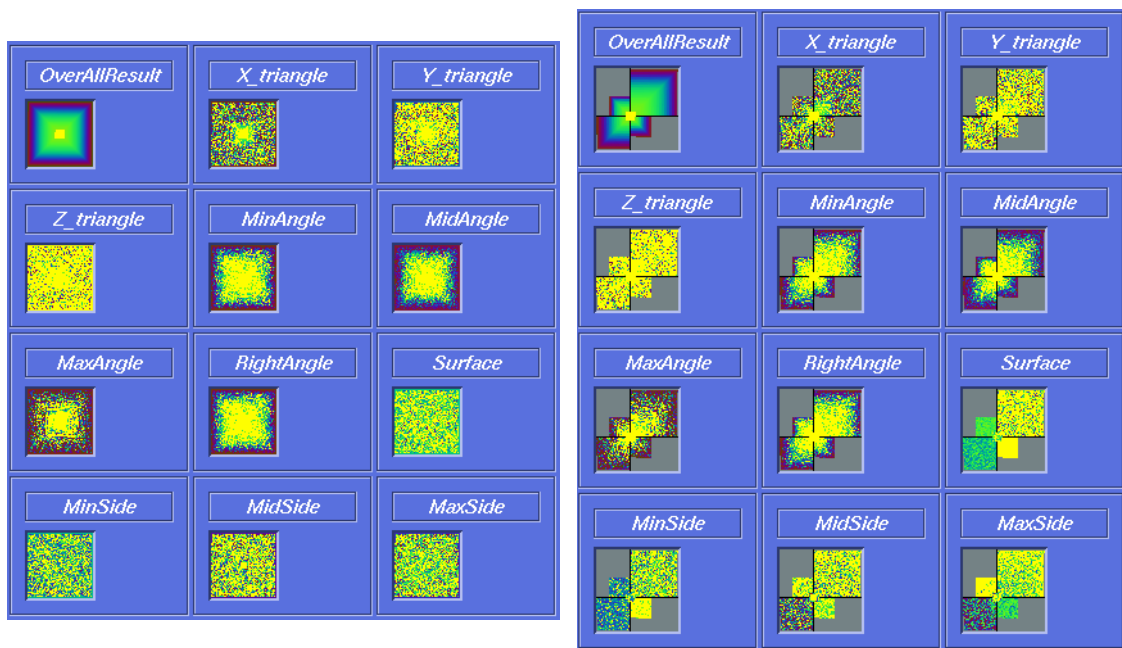 OverAllResult
X_triangle
Y_triangle
Z_triangle
MinAngle
MidAngle
MaxAngle
RightAngle
Surface
MinSide
MidSide
MaxSide
OverAllResult
X_triangle
Y_triangle
Z_triangle
MinAngle
MidAngle
MaxAngle
RightAngle
Surface
MinSide
MidSide
MaxSide